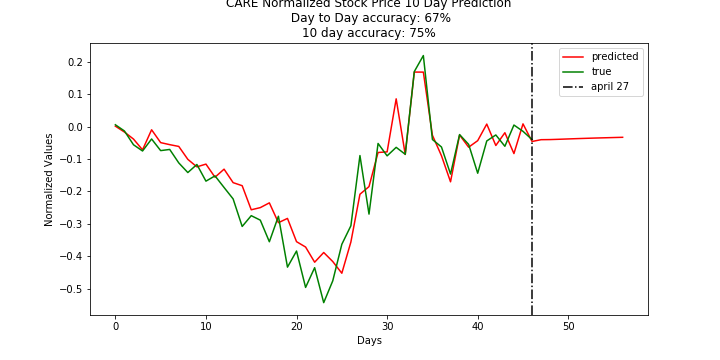 CARE Normalized Stock Price 10 Day Prediction
Day to Day accuracy: 67%
10 day accuracy: 75%
predicted
true
april 27
0.2
0.1
0.0
−0.1
−0.2
−0.3
−0.4
−0.5
Normalized Values
0 10 20 30 40 50
Days